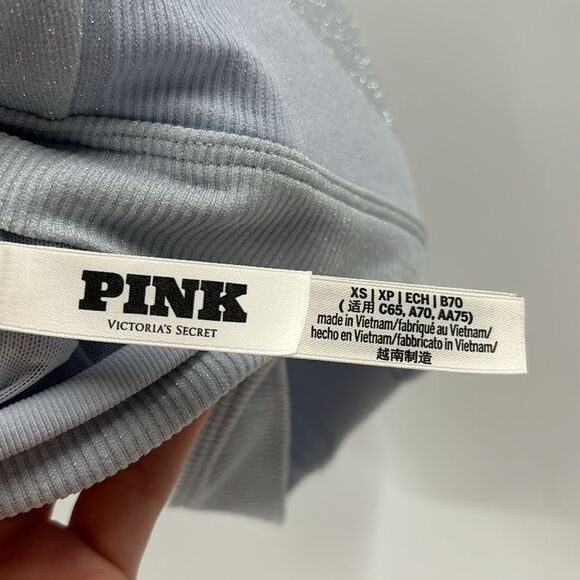 PINK
VICTORIA'S SECRET
XS | XP | ECH | B70
( 适用 C65, A70, AA75)
made in Vietnam/fabriqué au Vietnam/
hecho en Vietnam/fabbricato in Vietnam/
越南制造